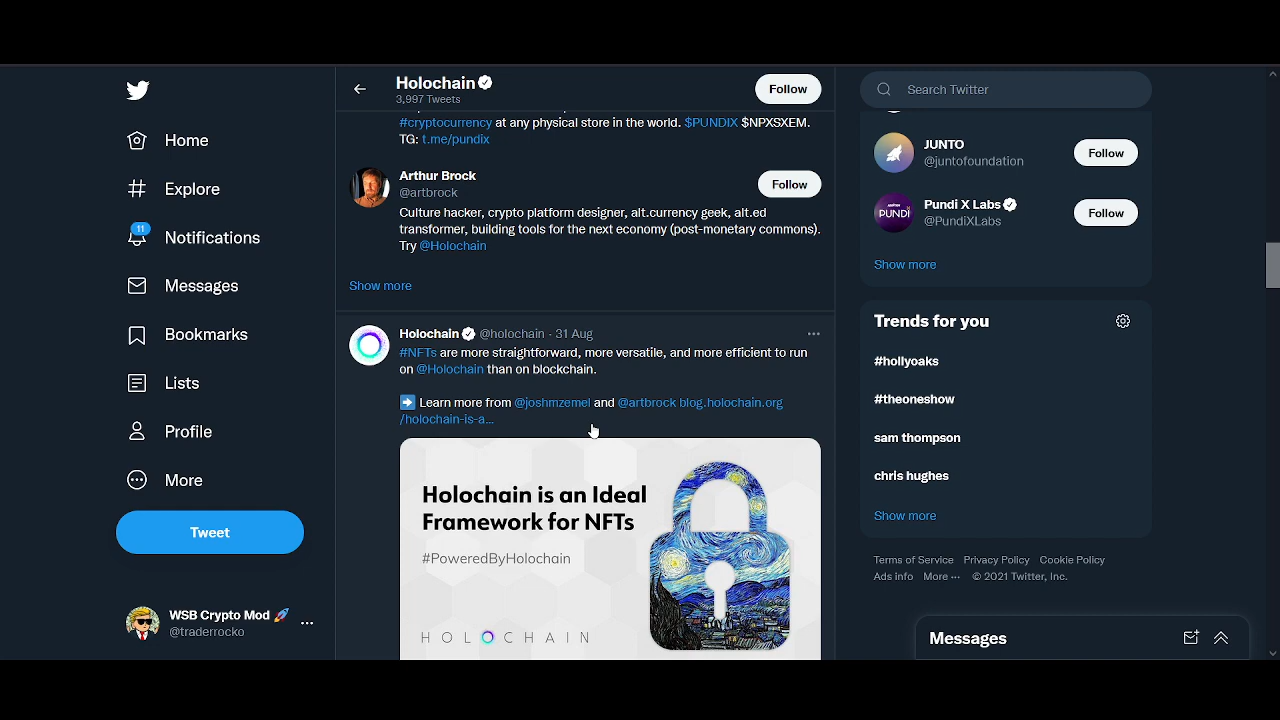 Home
Explore
11
Notifications
Messages
Bookmarks
Lists
Profile
More
Tweet
WSB Crypto Mod 🚀
@traderrocko
Holochain
3,997 Tweets
Follow
#cryptocurrency at any physical store in the world. $PUNDIX $NPXSXEM.
TG: t.me/pundix
Arthur Brock
@artbrock
Follow
Culture hacker, crypto platform designer, alt.currency geek, alt.ed
transformer, building tools for the next economy (post-monetary commons).
Try @Holochain
Show more
Holochain @holochain · 31 Aug
#NFTs are more straightforward, more versatile, and more efficient to run
on @Holochain than on blockchain.
➡ Learn more from @joshmzemel and @artbrock blog.holochain.org
/holochain-is-a...
Holochain is an Ideal
Framework for NFTs
#PoweredByHolochain
HOLOCHAIN
Search Twitter
JUNTO
@juntofoundation
Follow
Pundi X Labs
@PundiXLabs
Follow
PUNDI
Show more
Trends for you
#hollyoaks
#theoneshow
sam thompson
chris hughes
Show more
Terms of Service Privacy Policy Cookie Policy
Ads info More ··· © 2021 Twitter, Inc.
Messages